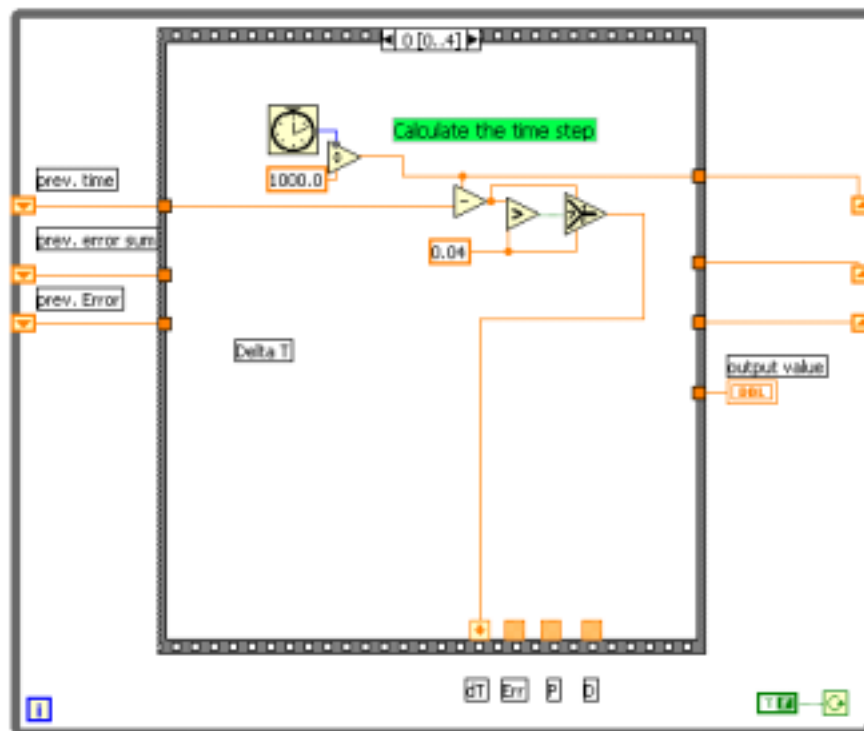 0 [0..4]
Calculate the time step
1000.0
prev. time
prev. error sum
0.04
prev. Error
Delta T
output value
DBL
dT Err P D
i
T F